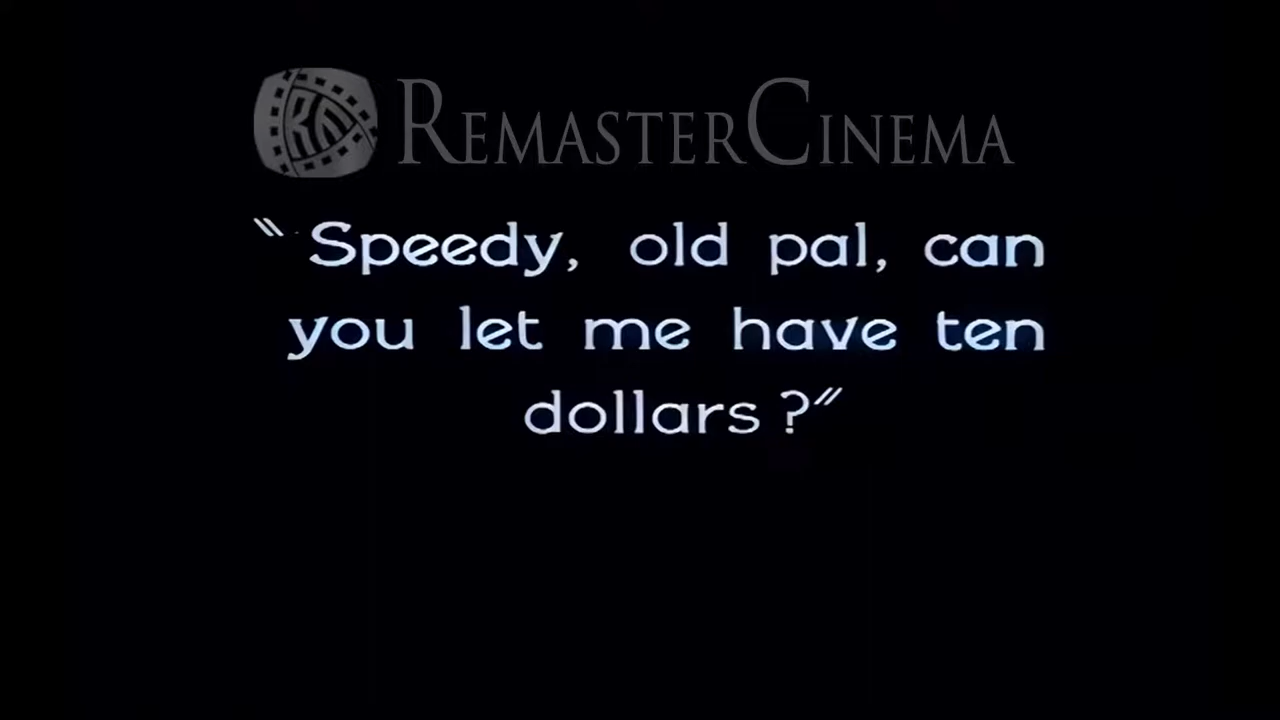 REMASTERCINEMA
"Speedy, old pal, can
you let me have ten
dollars?"